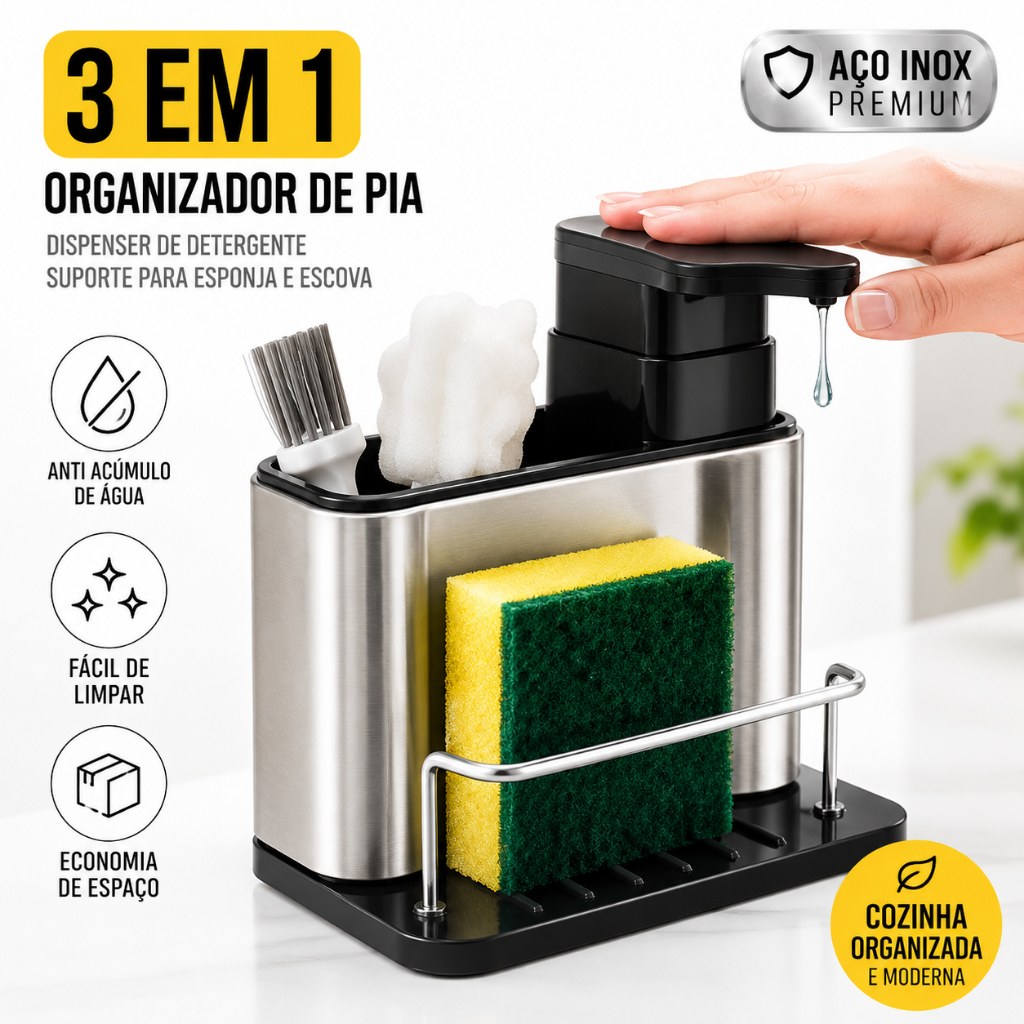 3 EM 1
ORGANIZADOR DE PIA
DISPENSER DE DETERGENTE
SUPORTE PARA ESPONJA E ESCOVA
AÇO INOX
PREMIUM
ANTI ACÚMULO
DE ÁGUA
FÁCIL DE
LIMPAR
ECONOMIA
DE ESPAÇO
COZINHA
ORGANIZADA
E MODERNA